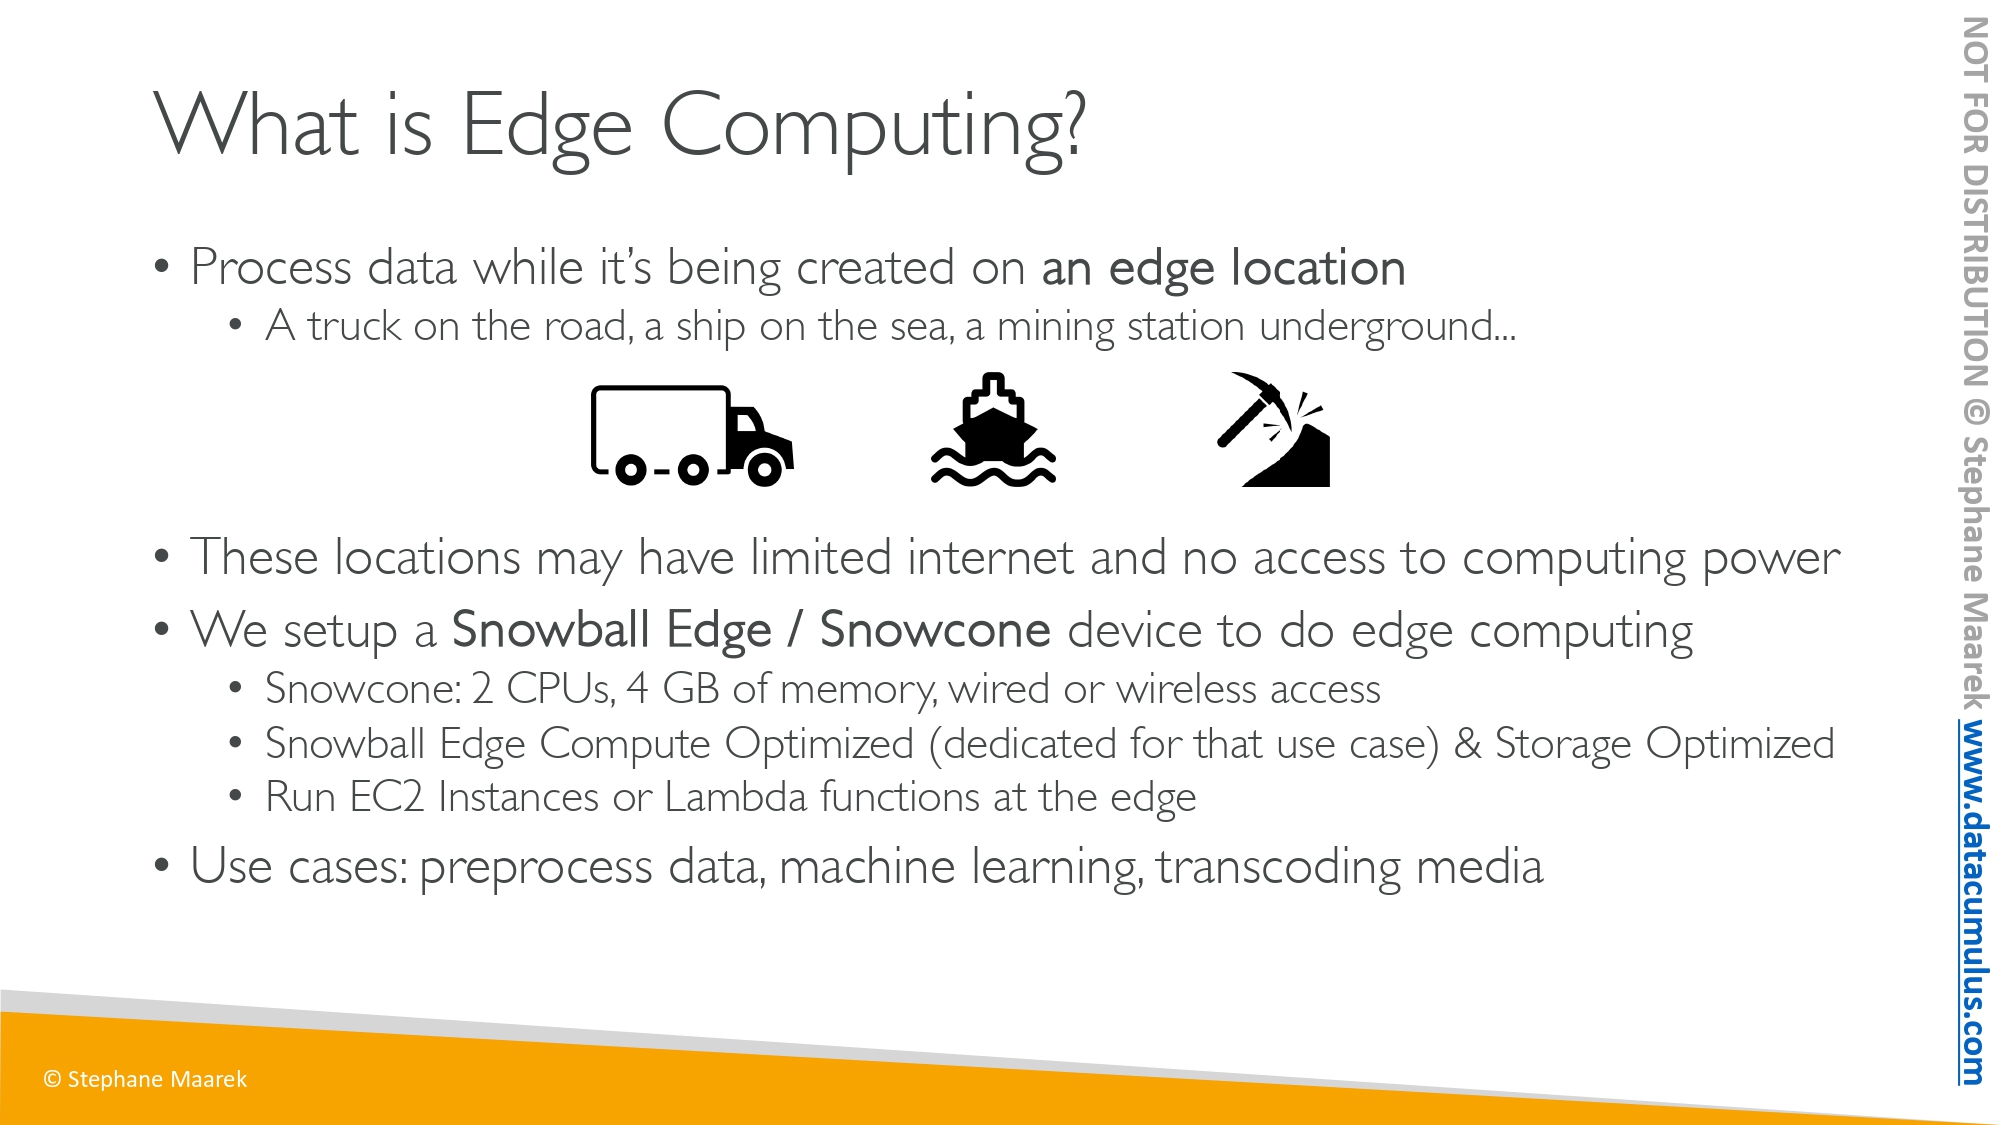 What is Edge Computing?
• Process data while it’s being created on an edge location
• A truck on the road, a ship on the sea, a mining station underground...
• These locations may have limited internet and no access to computing power
• We setup a Snowball Edge / Snowcone device to do edge computing
• Snowcone: 2 CPUs, 4 GB of memory, wired or wireless access
• Snowball Edge Compute Optimized (dedicated for that use case) & Storage Optimized
• Run EC2 Instances or Lambda functions at the edge
• Use cases: preprocess data, machine learning, transcoding media
© Stephane Maarek
NOT FOR DISTRIBUTION © Stephane Maarek www.datacumulus.com